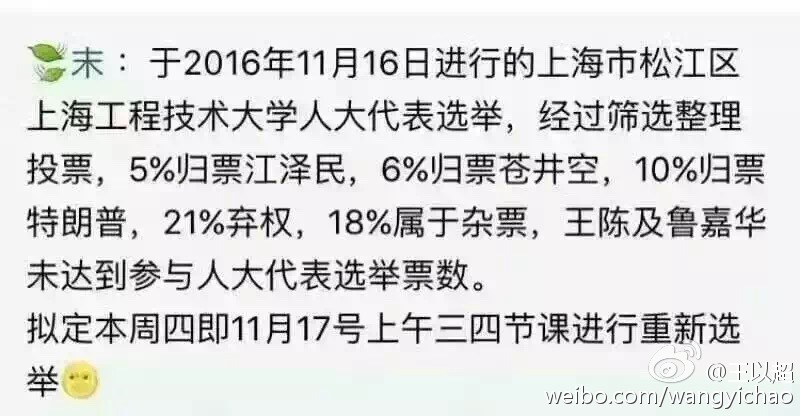 末：于2016年11月16日进行的上海市松江区
上海工程技术大学人大代表选举，经过筛选整理
投票，5%归票江泽民，6%归票苍井空，10%归票
特朗普，21%弃权，18%属于杂票，王陈及鲁嘉华
未达到参与人大代表选举票数。
拟定本周四即11月17号上午三四节课进行重新选
举
@王以超
weibo.com/wangyichao